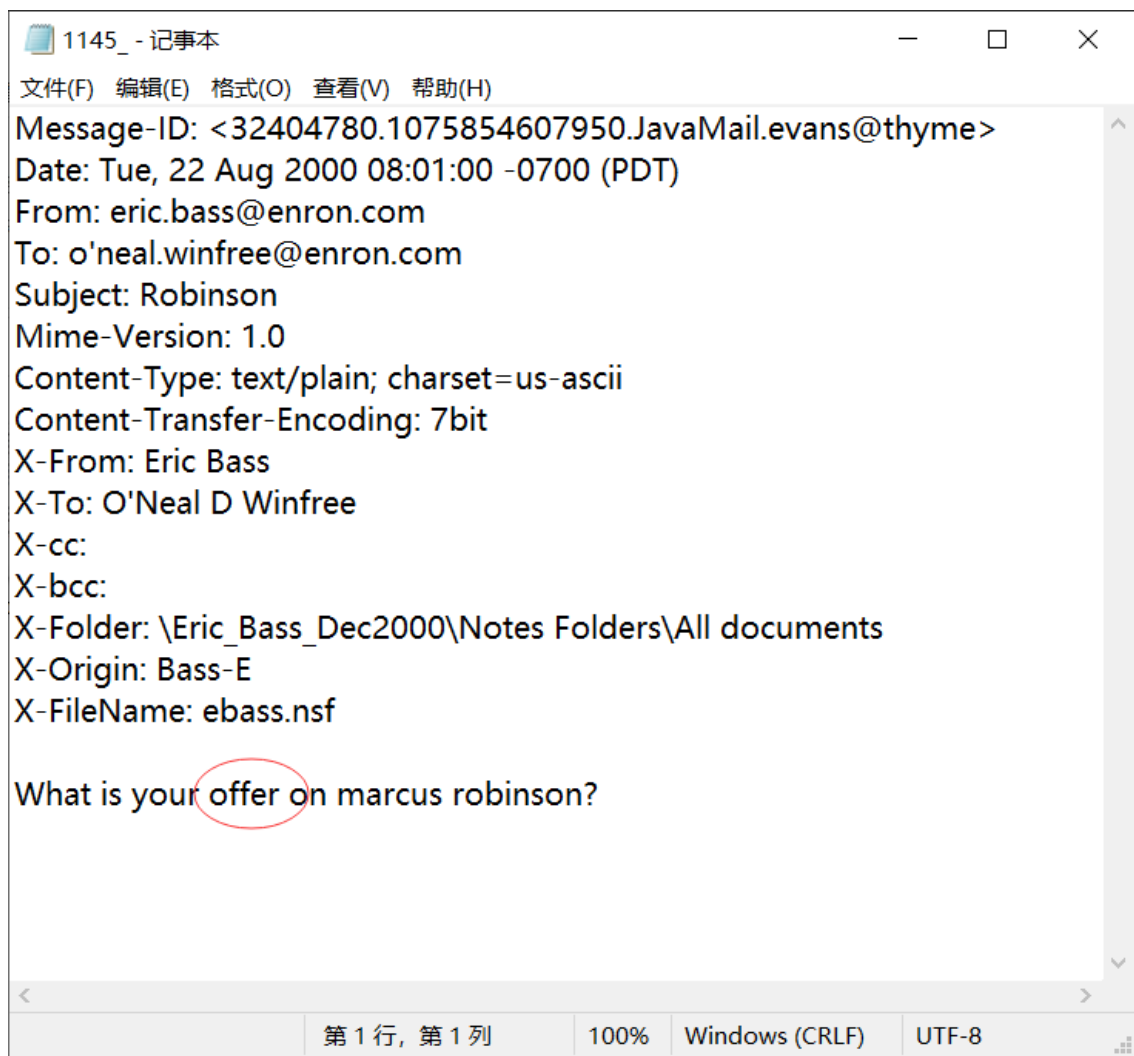 1145_ - 记事本
文件(F) 编辑(E) 格式(O) 查看(V) 帮助(H)
Message-ID: <32404780.1075854607950.JavaMail.evans@thyme>
Date: Tue, 22 Aug 2000 08:01:00 -0700 (PDT)
From: eric.bass@enron.com
To: o'neal.winfree@enron.com
Subject: Robinson
Mime-Version: 1.0
Content-Type: text/plain; charset=us-ascii
Content-Transfer-Encoding: 7bit
X-From: Eric Bass
X-To: O'Neal D Winfree
X-cc:
X-bcc:
X-Folder: \Eric_Bass_Dec2000\Notes Folders\All documents
X-Origin: Bass-E
X-FileName: ebass.nsf
What is your offer on marcus robinson?
第 1 行，第 1 列 100% Windows (CRLF) UTF-8